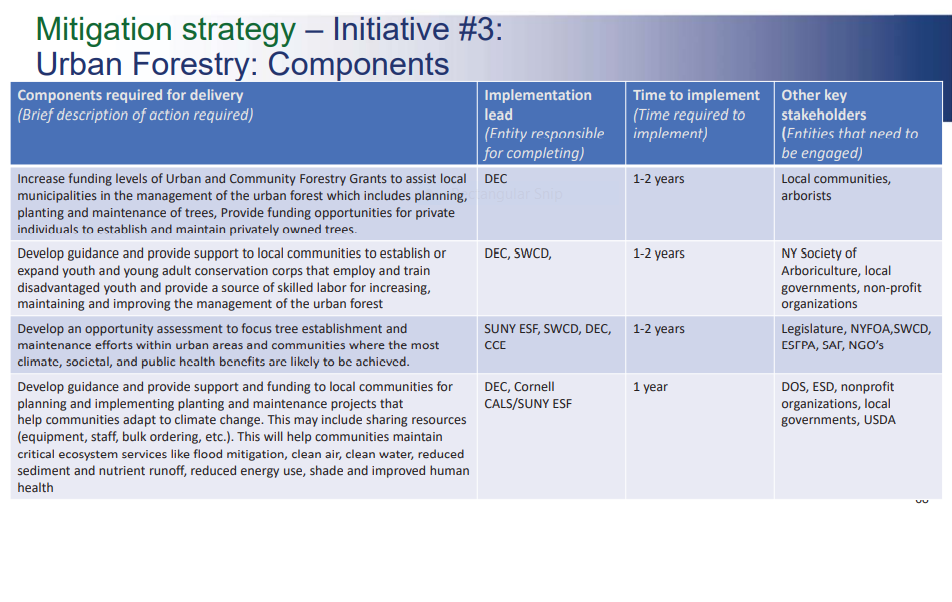 Mitigation strategy – Initiative #3:
Urban Forestry: Components
Components required for delivery
(Brief description of action required)
Implementation
lead
(Entity responsible
for completing)
Time to implement
(Time required to
implement)
Other key
stakeholders
(Entities that need to
be engaged)
Increase funding levels of Urban and Community Forestry Grants to assist local
municipalities in the management of the urban forest which includes planning,
planting and maintenance of trees, Provide funding opportunities for private
individuals to establish and maintain privately owned trees.
DEC
1-2 years
Local communities,
arborists
Develop guidance and provide support to local communities to establish or
expand youth and young adult conservation corps that employ and train
disadvantaged youth and provide a source of skilled labor for increasing,
maintaining and improving the management of the urban forest
DEC, SWCD,
1-2 years
NY Society of
Arboriculture, local
governments, non-profit
organizations
Develop an opportunity assessment to focus tree establishment and
maintenance efforts within urban areas and communities where the most
climate, societal, and public health benefits are likely to be achieved.
SUNY ESF, SWCD, DEC,
CCE
1-2 years
Legislature, NYFOA,SWCD,
ESFPA, SAF, NGO's
Develop guidance and provide support and funding to local communities for
planning and implementing planting and maintenance projects that
help communities adapt to climate change. This may include sharing resources
(equipment, staff, bulk ordering, etc.). This will help communities maintain
critical ecosystem services like flood mitigation, clean air, clean water, reduced
sediment and nutrient runoff, reduced energy use, shade and improved human
health
DEC, Cornell
CALS/SUNY ESF
1 year
DOS, ESD, nonprofit
organizations, local
governments, USDA